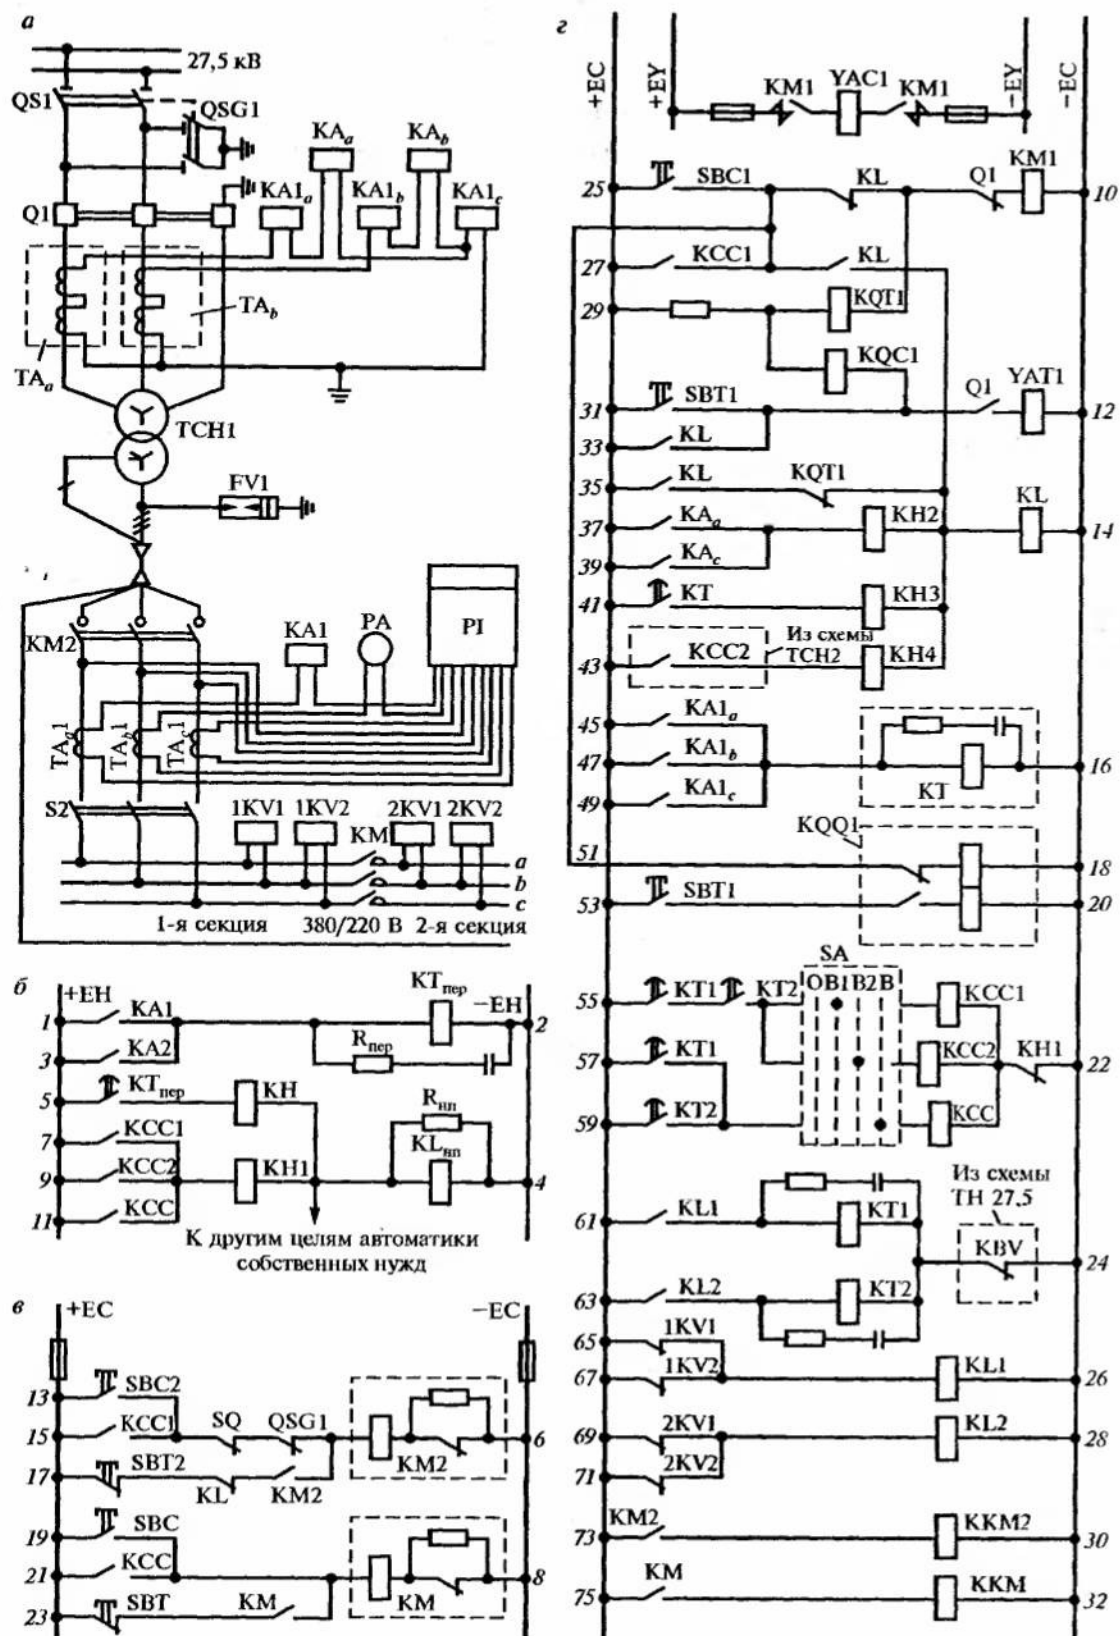 а
27,5 кВ
QS1
QSG1
KAa
KAb
KA1a
KA1b
KA1c
Q1
TAb
TAa
ТСН1
FV1
KM2
KA1
PA
PI
TAa1
TAb1
TAc1
S2
1KV1
1KV2
KM
2KV1
2KV2
a
b
c
1-я секция
380/220 В
2-я секция
б
+EH
KTпер
−EH
1
KA1
2
Rпер
3
KA2
5
KTпер
KH
Rнп
7
KCC1
KLнп
9
KCC2
KH1
4
11
KCC
К другим целям автоматики
собственных нужд
в
+EC
−EC
13
SBC2
15
KCC1
SQ
QSG1
6
17
SBT2
KL
KM2
KM2
19
SBC
21
KCC
8
23
SBT
KM
KM
г
+EC
+EY
KM1
YAC1
KM1
−EY
−EC
25
SBC1
KL
Q1
KM1
10
27
KCC1
KL
29
KQT1
KQC1
31
SBT1
Q1
YAT1
12
33
KL
35
KL
KQT1
KL
37
KAa
KH2
14
39
KAc
41
KT
KH3
43
KCC2
Из схемы
ТСН2
KH4
45
KA1a
47
KA1b
16
KT
49
KA1c
KQQ1
51
18
53
SBT1
20
SA
О В1 В2 В
55
KT1
KT2
KCC1
57
KT1
KCC2
KH1
22
59
KT2
KCC
Из схемы
ТН 27,5
61
KL1
KT1
KBV
24
63
KL2
KT2
65
1KV1
67
1KV2
KL1
26
69
2KV1
KL2
28
71
2KV2
73
KM2
KKM2
30
75
KM
KKM
32